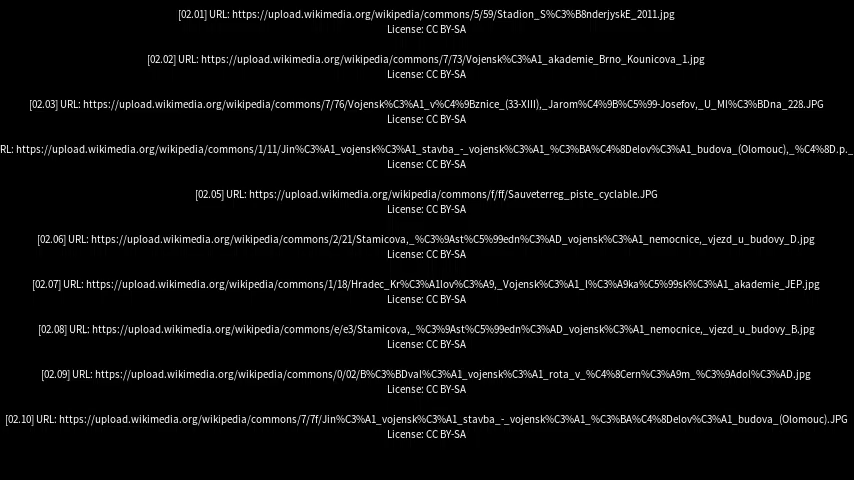 [02.01] URL: https://upload.wikimedia.org/wikipedia/commons/5/59/Stadion_S%C3%B8nderjyskE_2011.jpg
License: CC BY-SA
[02.02] URL: https://upload.wikimedia.org/wikipedia/commons/7/73/Vojensk%C3%A1_akademie_Brno_Kounicova_1.jpg
License: CC BY-SA
[02.03] URL: https://upload.wikimedia.org/wikipedia/commons/7/76/Vojensk%C3%A1_v%C4%9Bznice_(33-XIII),_Jarom%C4%9B%C5%99-Josefov,_U_Ml%C3%BDna_228.JPG
License: CC BY-SA
RL: https://upload.wikimedia.org/wikipedia/commons/1/11/Jin%C3%A1_vojensk%C3%A1_stavba_-_vojensk%C3%A1_%C3%BA%C4%8Delov%C3%A1_budova_(Olomouc),_%C4%8D.p._
License: CC BY-SA
[02.05] URL: https://upload.wikimedia.org/wikipedia/commons/f/ff/Sauveterreg_piste_cyclable.JPG
License: CC BY-SA
[02.06] URL: https://upload.wikimedia.org/wikipedia/commons/2/21/Stamicova,_%C3%9Ast%C5%99edn%C3%AD_vojensk%C3%A1_nemocnice,_vjezd_u_budovy_D.jpg
License: CC BY-SA
[02.07] URL: https://upload.wikimedia.org/wikipedia/commons/1/18/Hradec_Kr%C3%A1lov%C3%A9,_Vojensk%C3%A1_l%C3%A9ka%C5%99sk%C3%A1_akademie_JEP.jpg
License: CC BY-SA
[02.08] URL: https://upload.wikimedia.org/wikipedia/commons/e/e3/Stamicova,_%C3%9Ast%C5%99edn%C3%AD_vojensk%C3%A1_nemocnice,_vjezd_u_budovy_B.jpg
License: CC BY-SA
[02.09] URL: https://upload.wikimedia.org/wikipedia/commons/0/02/B%C3%BDval%C3%A1_vojensk%C3%A1_rota_v_%C4%8Cern%C3%A9m_%C3%9Adol%C3%AD.jpg
License: CC BY-SA
[02.10] URL: https://upload.wikimedia.org/wikipedia/commons/7/7f/Jin%C3%A1_vojensk%C3%A1_stavba_-_vojensk%C3%A1_%C3%BA%C4%8Delov%C3%A1_budova_(Olomouc).JPG
License: CC BY-SA